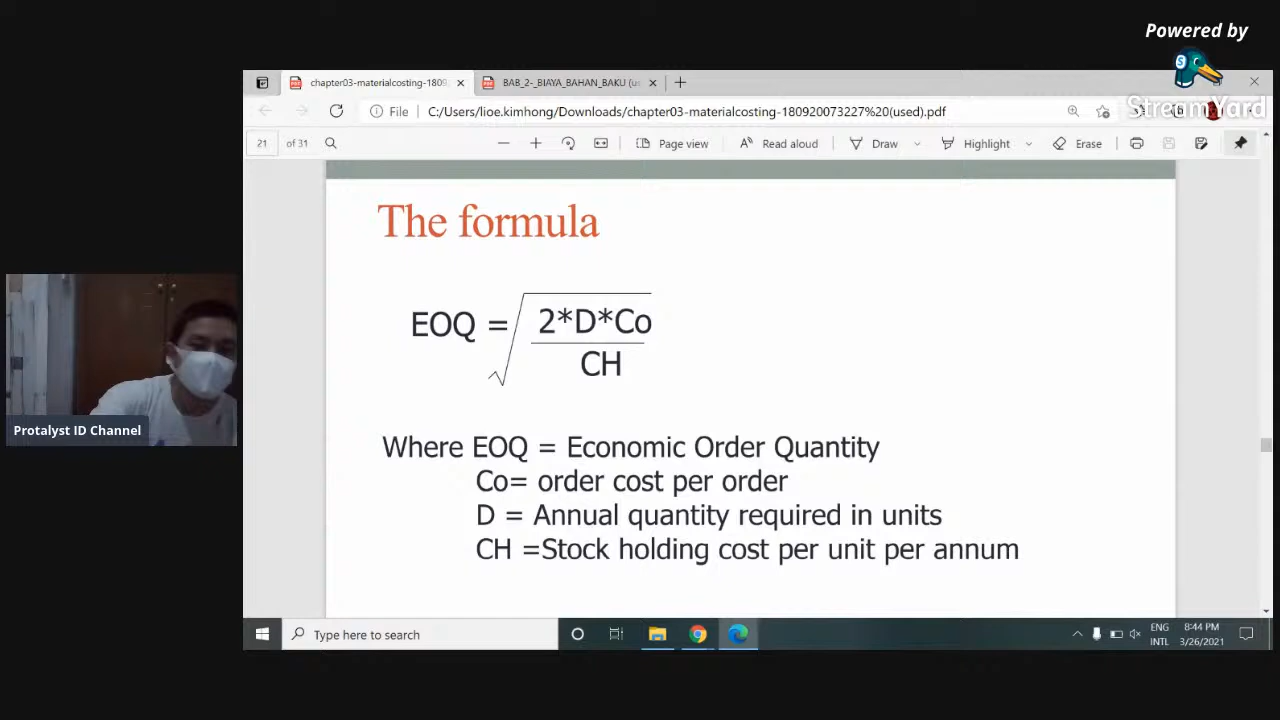 Powered by
StreamYard
chapter03-materialcosting-1809
BAB_2-_BIAYA_BAHAN_BAKU (u
File
C:/Users/lioe.kimhong/Downloads/chapter03-materialcosting-180920073227%20(used).pdf
21 of 31
Page view
Read aloud
Draw
Highlight
Erase
The formula
EOQ = √ 2*D*Co
CH
Where EOQ = Economic Order Quantity
Co= order cost per order
D = Annual quantity required in units
CH =Stock holding cost per unit per annum
Protalyst ID Channel
Type here to search
ENG
INTL
8:44 PM
3/26/2021